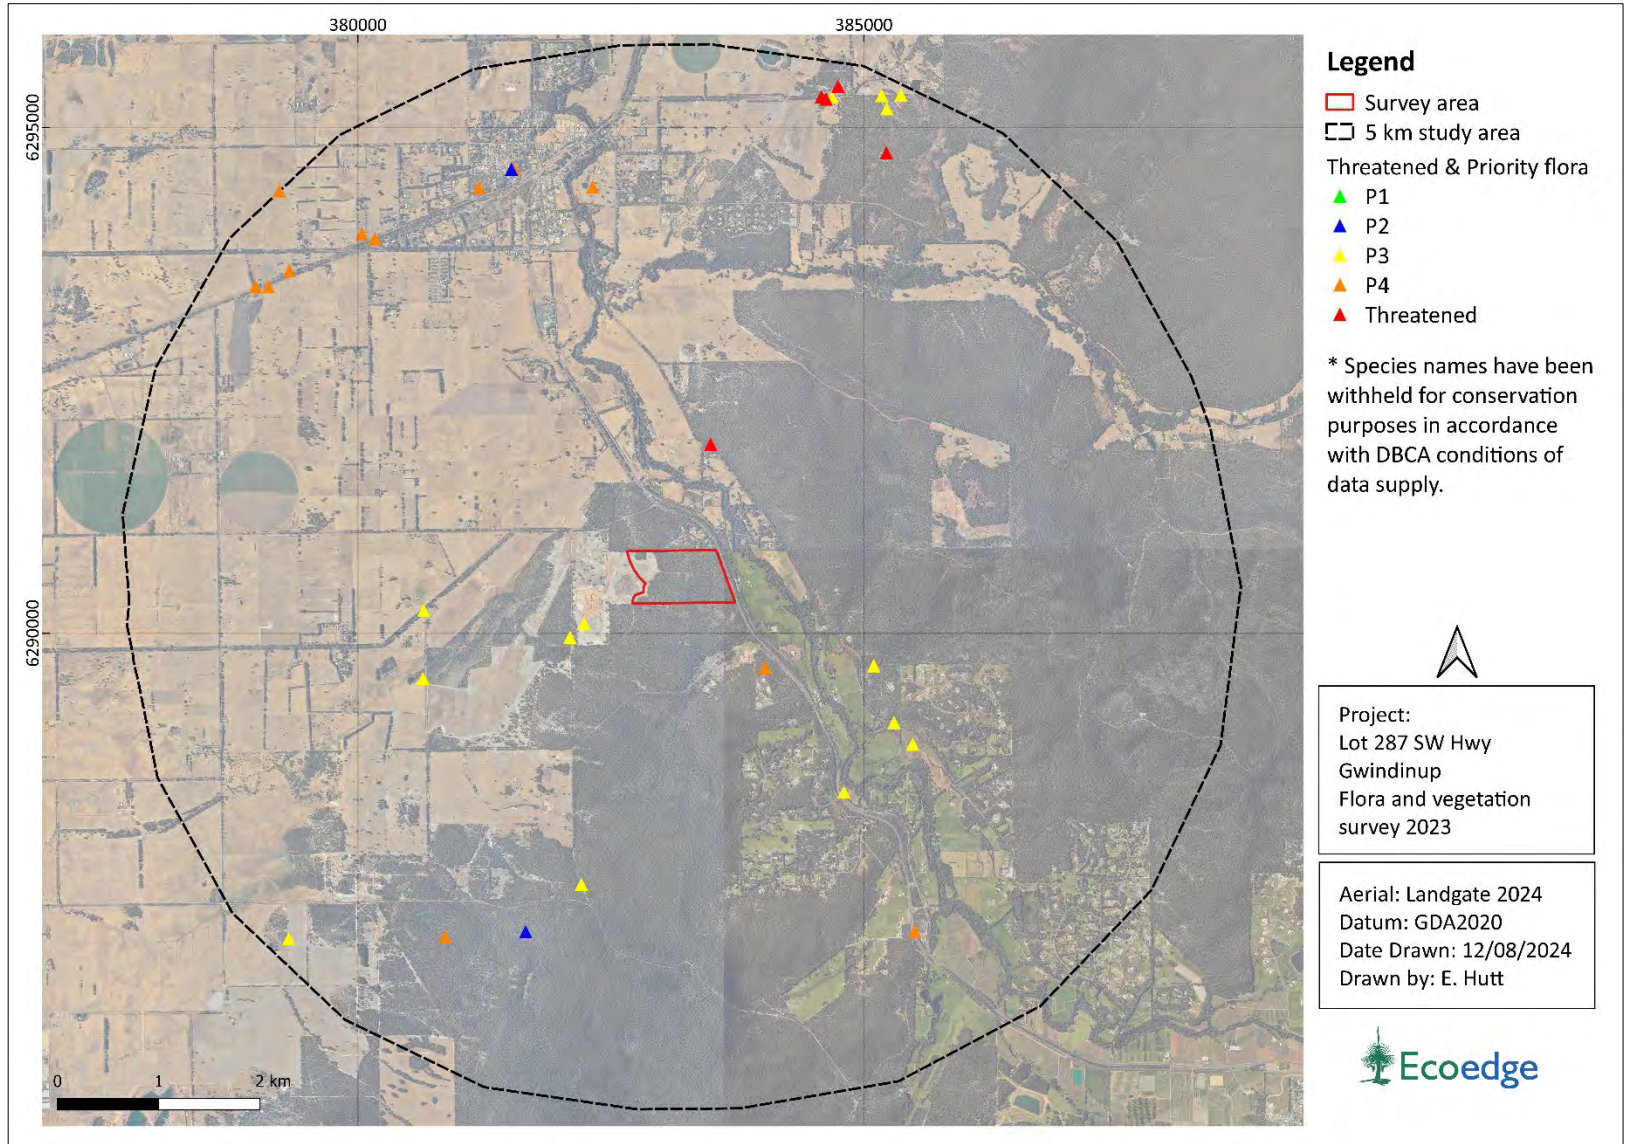 380000
385000
6295000
6290000
Legend
Survey area
5 km study area
Threatened & Priority flora
P1
P2
P3
P4
Threatened
* Species names have been
withheld for conservation
purposes in accordance
with DBCA conditions of
data supply.
Project:
Lot 287 SW Hwy
Gwindinup
Flora and vegetation
survey 2023
Aerial: Landgate 2024
Datum: GDA2020
Date Drawn: 12/08/2024
Drawn by: E. Hutt
0 1 2 km
Ecoedge